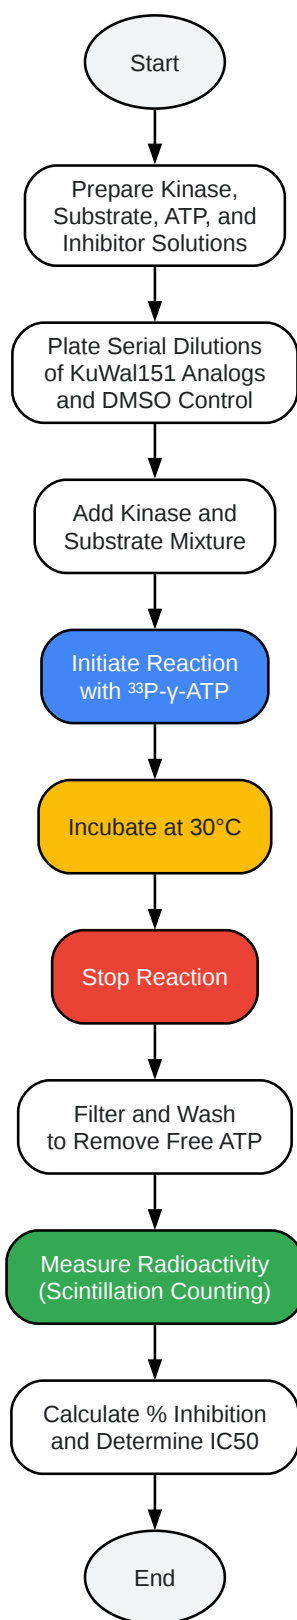 Start
Prepare Kinase,
Substrate, ATP, and
Inhibitor Solutions
Plate Serial Dilutions
of KuWal151 Analogs
and DMSO Control
Add Kinase and
Substrate Mixture
Initiate Reaction
with ³³P-γ-ATP
Incubate at 30°C
Stop Reaction
Filter and Wash
to Remove Free ATP
Measure Radioactivity
(Scintillation Counting)
Calculate % Inhibition
and Determine IC50
End